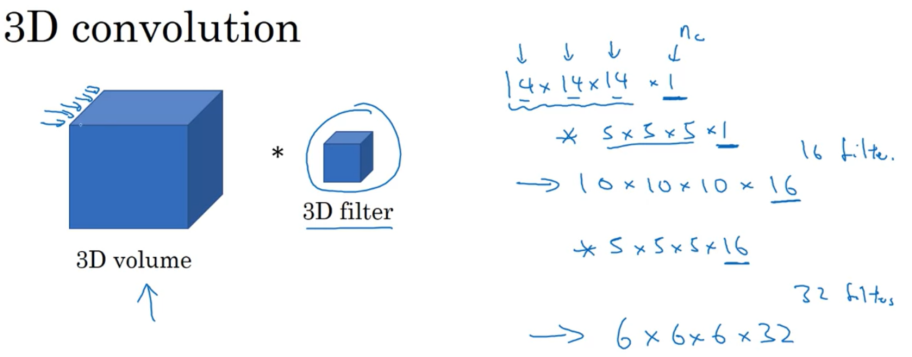 3D convolution
*
3D filter
3D volume
n_c
14 × 14 × 14 × 1
* 5 × 5 × 5 × 1
16 filte.
→ 10 × 10 × 10 × 16
* 5 × 5 × 5 × 16
32 filtes
→ 6 × 6 × 6 × 32